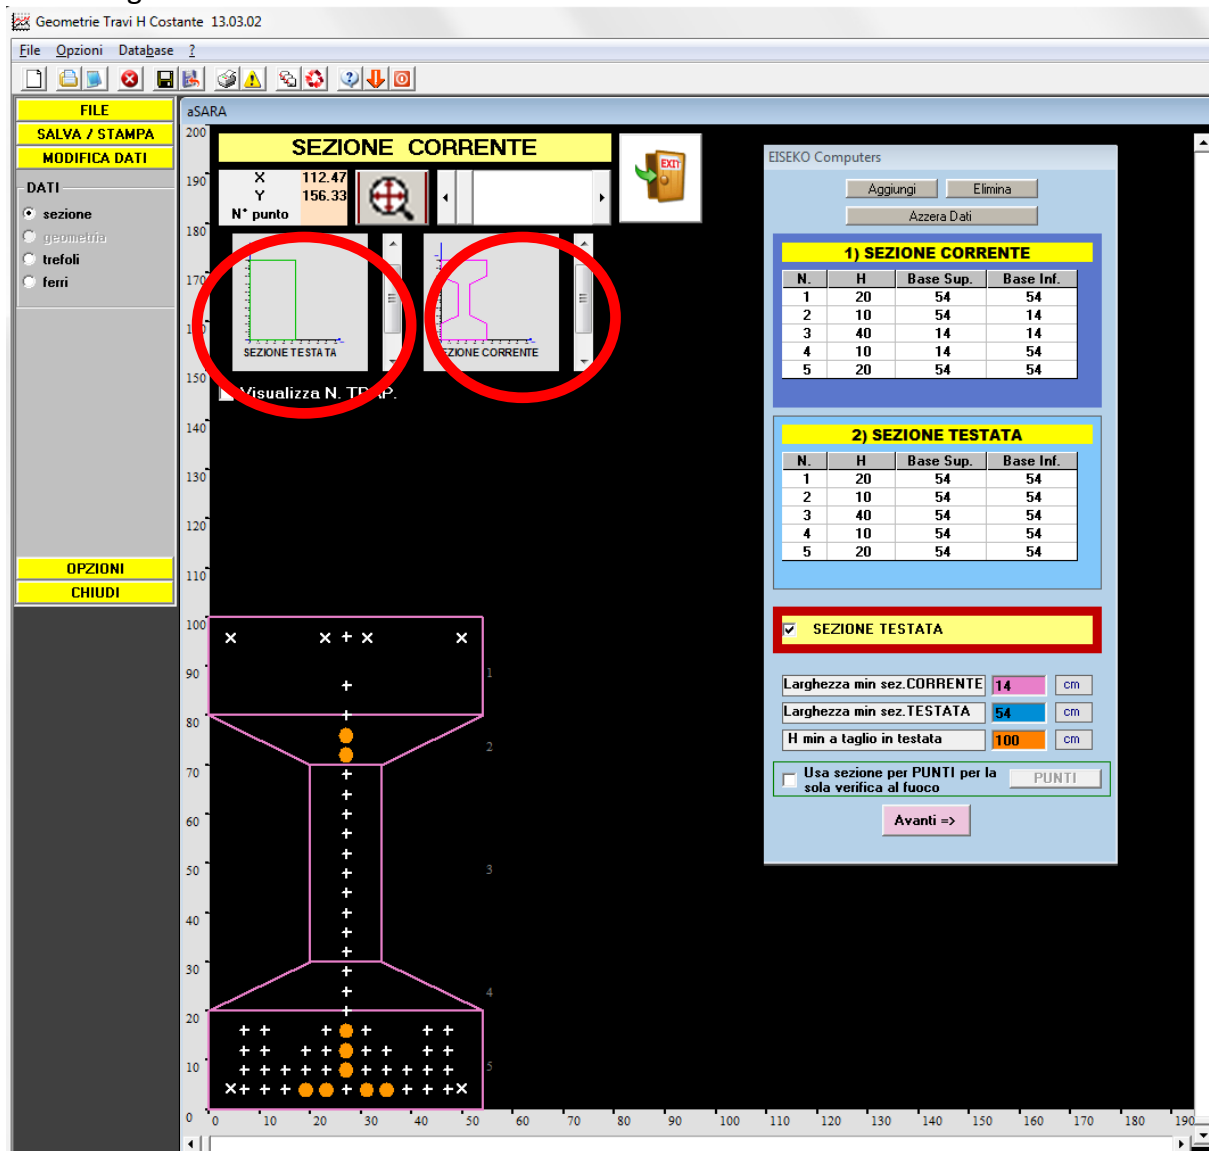 Geometrie Travi H Costante 13.03.02
File Opzioni Database ?
FILE
SALVA / STAMPA
MODIFICA DATI
DATI
sezione
geometria
trefoli
ferri
OPZIONI
CHIUDI
aSARA
SEZIONE CORRENTE
X 112.47
Y 156.33
N° punto
EXIT
SEZIONE TESTATA
SEZIONE CORRENTE
Visualizza N. TRAP.
200
190
180
170
160
150
140
130
120
110
100
90
80
70
60
50
40
30
20
10
0
1
2
3
4
5
0 10 20 30 40 50 60 70 80 90 100 110 120 130 140 150 160 170 180 190
EISEKO Computers
Aggiungi Elimina
Azzera Dati
1) SEZIONE CORRENTE
N. H Base Sup. Base Inf.
1 20 54 54
2 10 54 14
3 40 14 14
4 10 14 54
5 20 54 54
2) SEZIONE TESTATA
N. H Base Sup. Base Inf.
1 20 54 54
2 10 54 54
3 40 54 54
4 10 54 54
5 20 54 54
SEZIONE TESTATA
Larghezza min sez.CORRENTE 14 cm
Larghezza min sez.TESTATA 54 cm
H min a taglio in testata 100 cm
Usa sezione per PUNTI per la
sola verifica al fuoco
PUNTI
Avanti =>